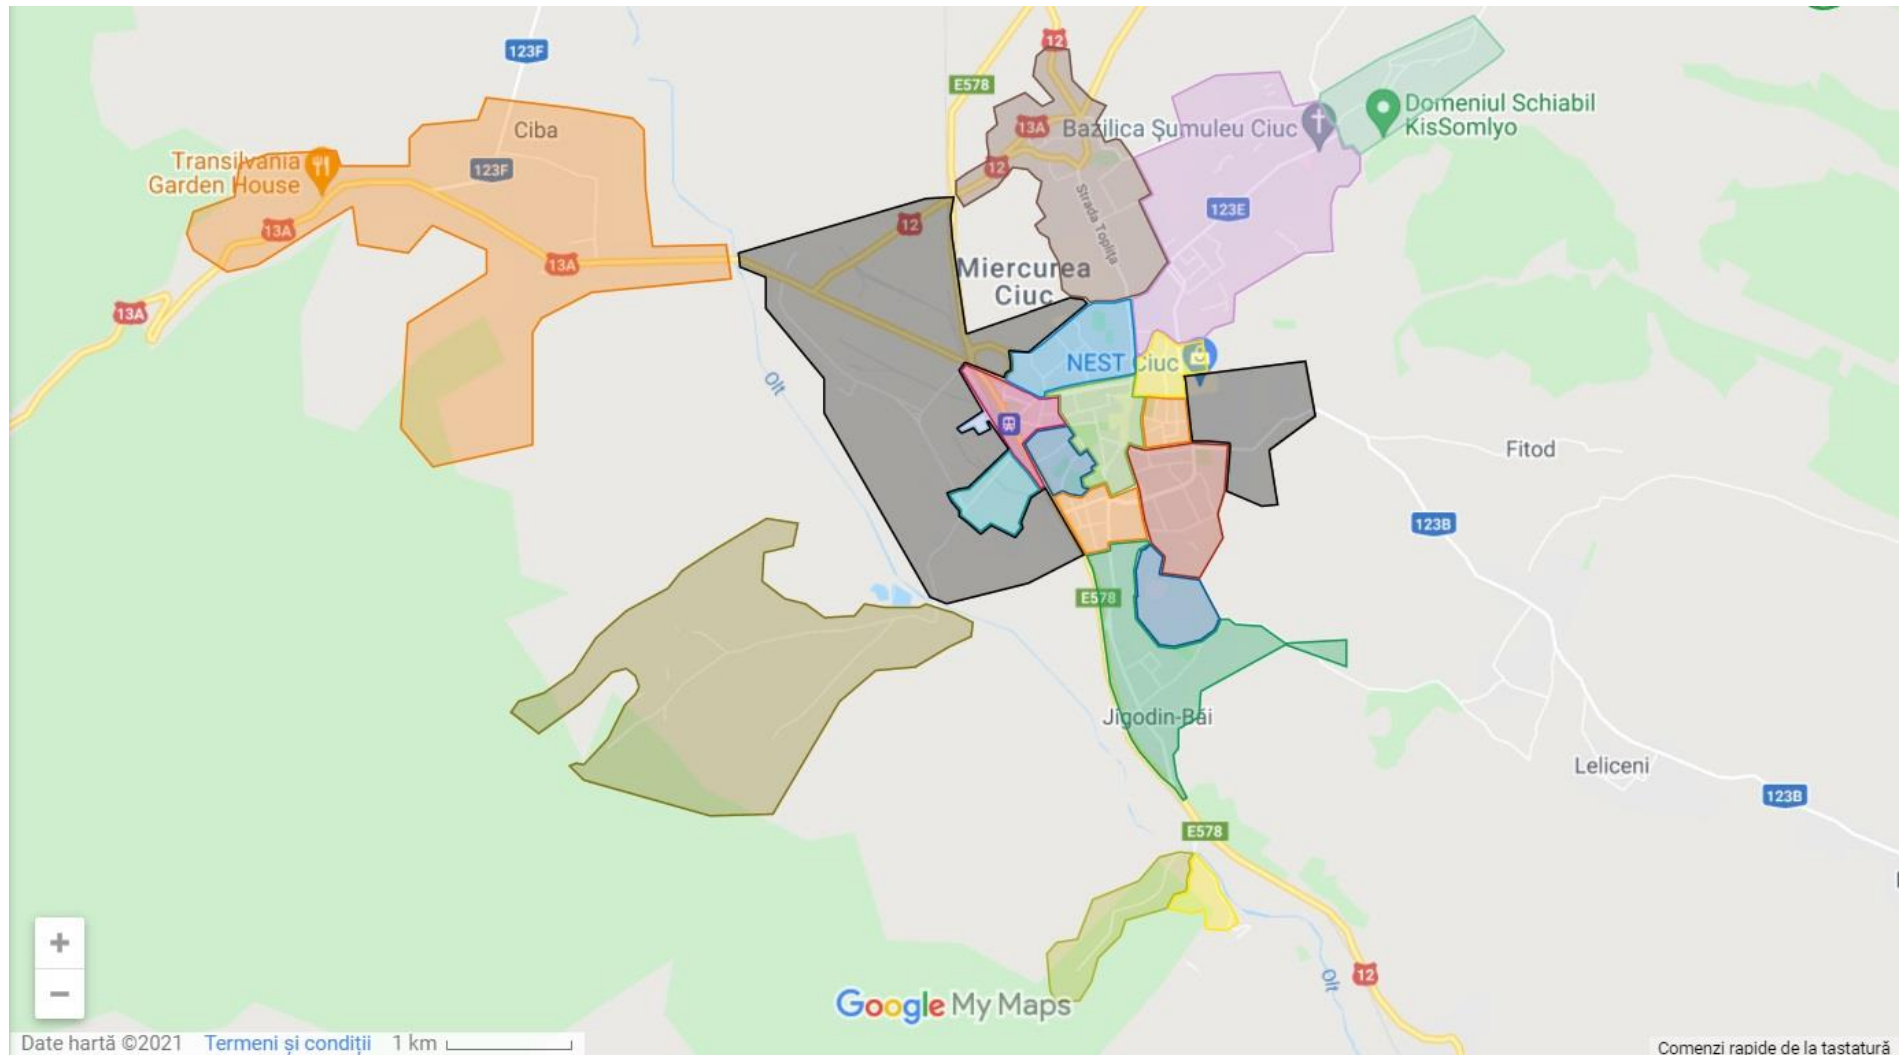 12
123F
E578
Domeniul Schiabil
KisSomlyo
Ciba
13A
Bazilica Șumuleu Ciuc
Transilvania
Garden House
123F
12
123E
Strada Toplița
13A
12
13A
Miercurea
Ciuc
13A
NEST Ciuc
Olt
Fitod
123B
E578
Jigodin-Băi
Leliceni
123B
E578
12
Olt
+
−
Google My Maps
Date hartă ©2021 Termeni și condiții 1 km
Comenzi rapide de la tastatură